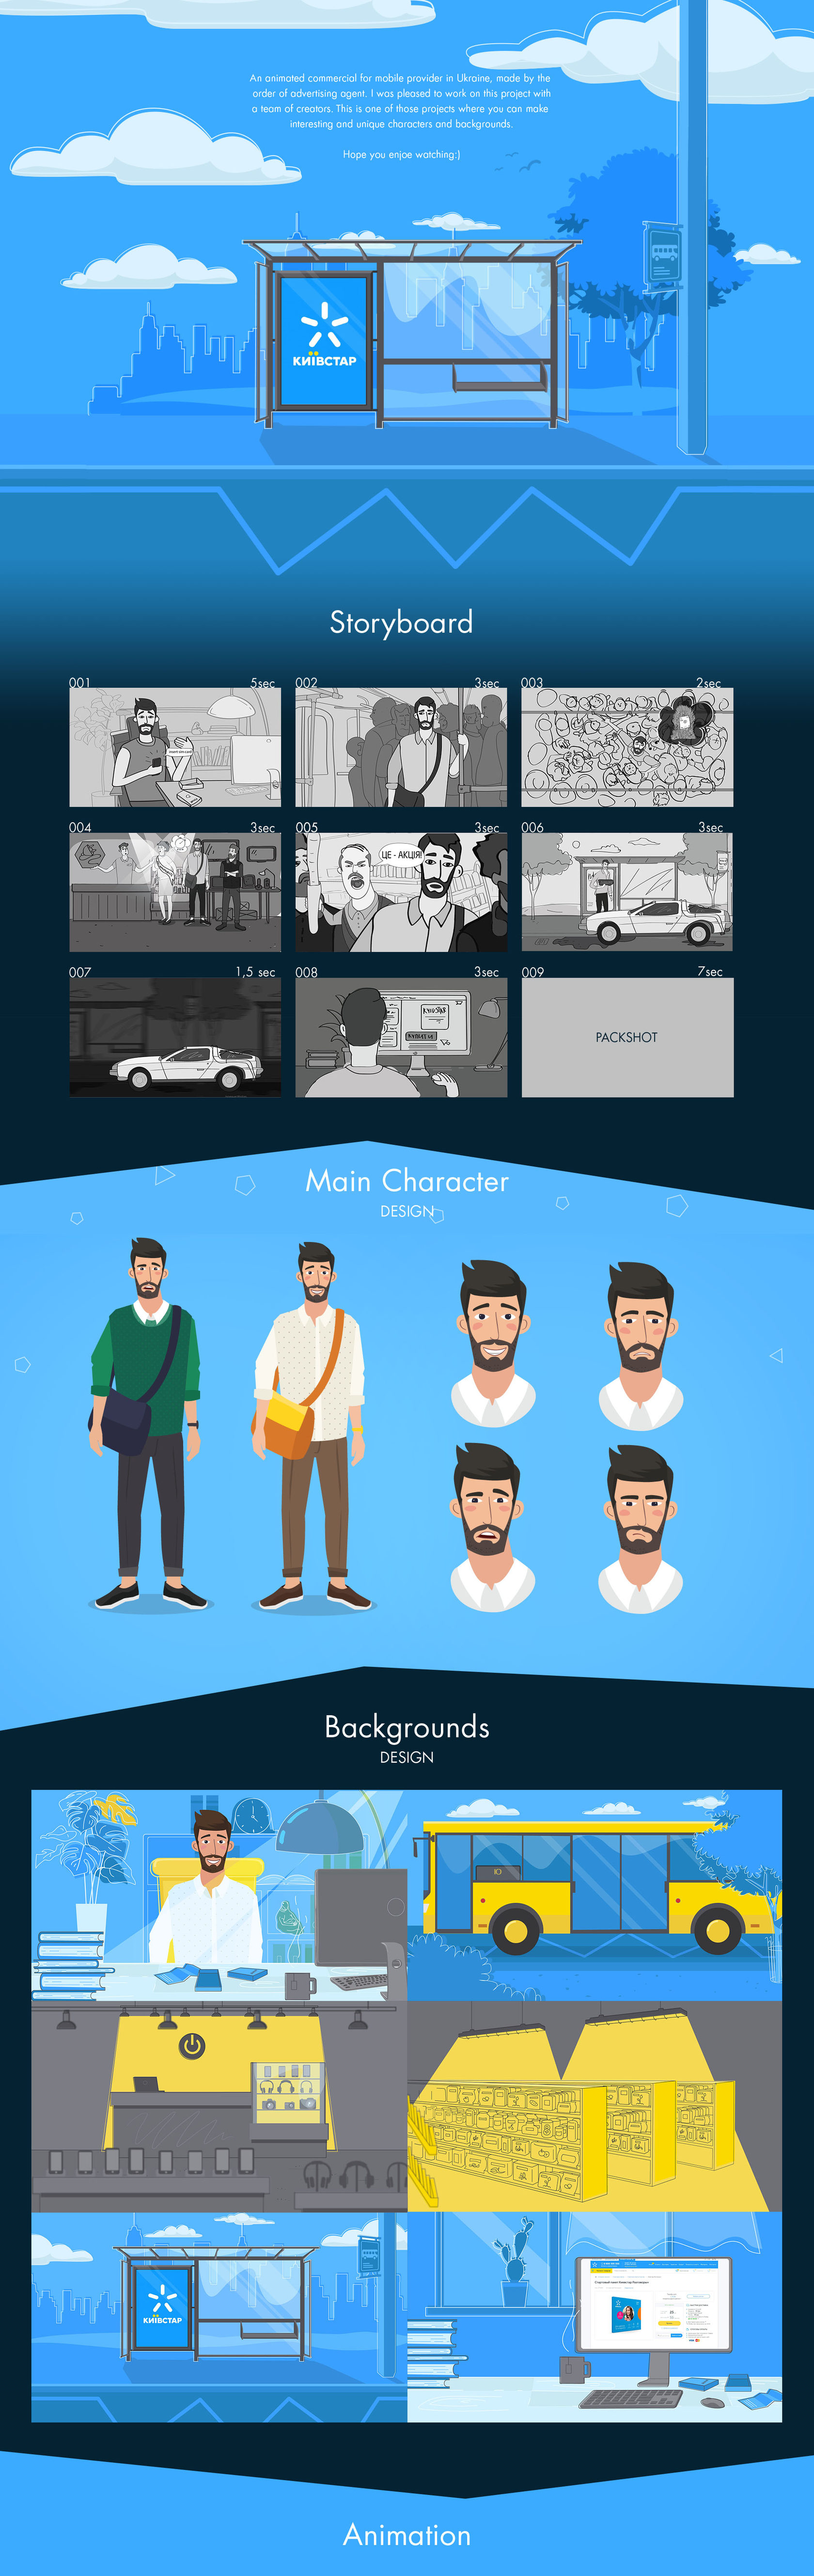 An animated commercial for mobile provider in Ukraine, made by the
order of advertising agent. I was pleased to work on this project with
a team of creators. This is one of those projects where you can make
interesting and unique characters and backgrounds.
Hope you enjoe watching:)
КИЇВСТАР
Storyboard
001 5sec
002 3sec
003 2sec
004 3sec
005 3sec
ЦЕ - АКЦІЯ!
006 3sec
007 1,5 sec
008 3sec
009 7sec
PACKSHOT
Main Character
DESIGN
Backgrounds
DESIGN
КИЇВСТАР
Animation